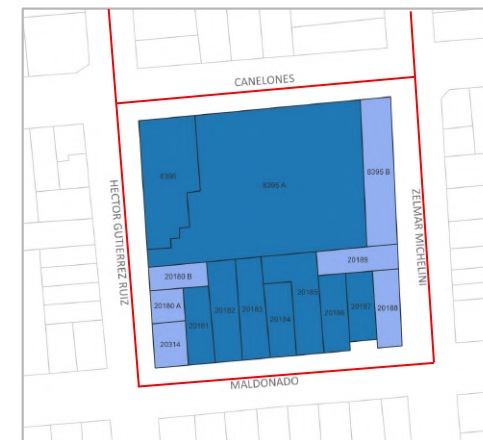 CANELONES
HECTOR GUTIERREZ RUIZ
ZELMAR MICHELINI
8395 A
8395 B
20180 B
20189
20180 A
20314
20181
20182
20183
20184
20185
20186
20187
20188
MALDONADO